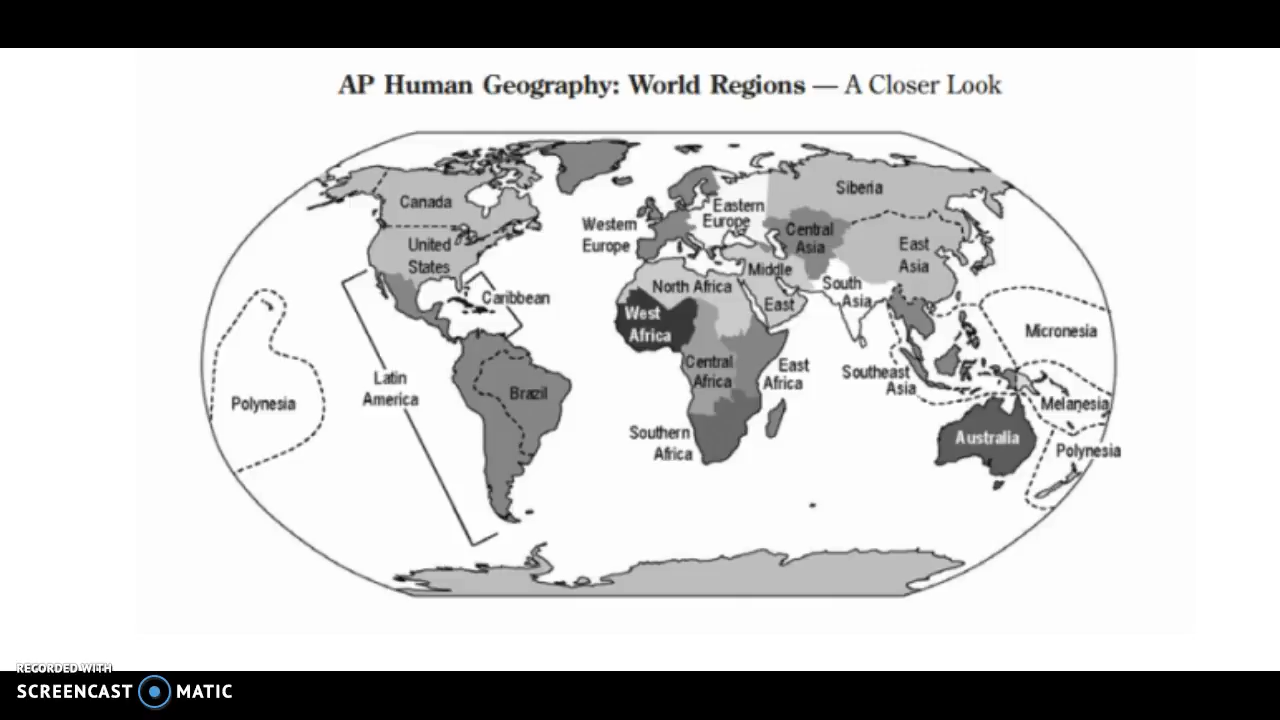 AP Human Geography: World Regions — A Closer Look
Canada
United
States
Caribbean
Latin
America
Brazil
Polynesia
Western
Europe
Eastern
Europe
Siberia
Central
Asia
East
Asia
Middle
East
South
Asia
North Africa
West
Africa
Central
Africa
East
Africa
Southern
Africa
Southeast
Asia
Micronesia
Melanesia
Australia
Polynesia
RECORDED WITH
SCREENCAST MATIC